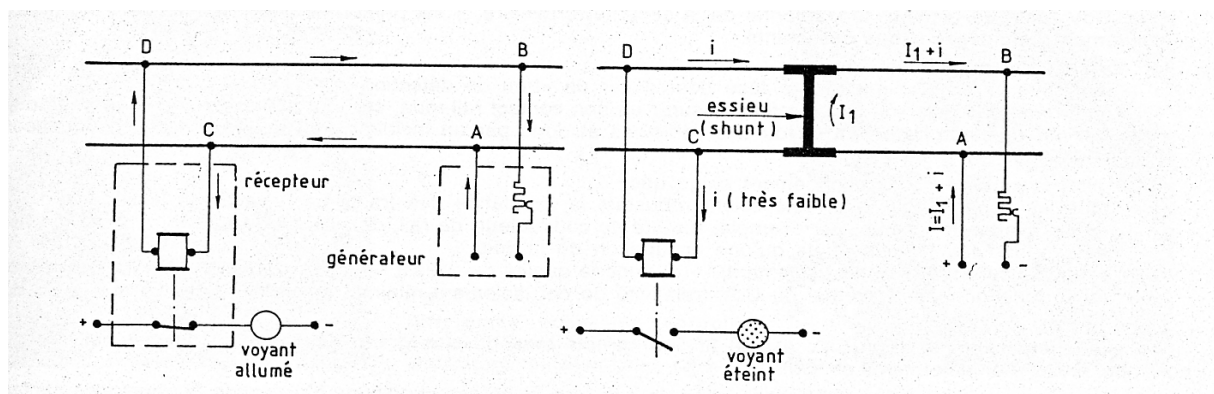 D
B
C
A
récepteur
générateur
+
-
voyant
allumé
D
i
I1 + i
B
essieu
(shunt)
I1
C
A
i ( très faible)
I=I1 + i
+
-
+
-
voyant
éteint